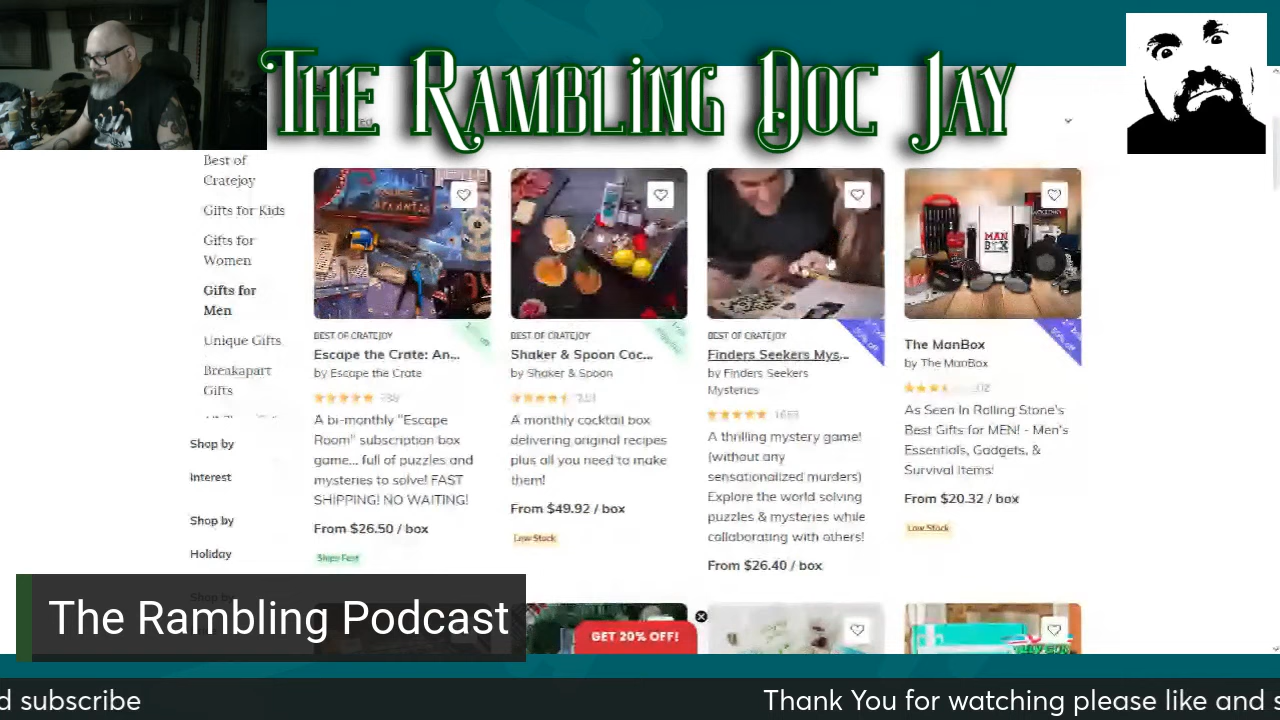 The Rambling Doc Jay
Best of
Cratejoy
Gifts for Kids
Gifts for
Women
Gifts for
Men
Unique Gifts
Breakapart
Gifts
Shop by
Interest
Shop by
Holiday
Shop by
BEST OF CRATEJOY
Escape the Crate: An...
by Escape the Crate
A bi-monthly "Escape
Room" subscription box
game... full of puzzles and
mysteries to solve! FAST
SHIPPING! NO WAITING!
From $26.50 / box
Ships Fast
BEST OF CRATEJOY
Shaker & Spoon Coc...
by Shaker & Spoon
A monthly cocktail box
delivering original recipes
plus all you need to make
them!
From $49.92 / box
Low Stock
BEST OF CRATEJOY
Finders Seekers Mys...
by Finders Seekers
Mysteries
A thrilling mystery game!
(without any
sensationalized murders)
Explore the world solving
puzzles & mysteries while
collaborating with others!
From $26.40 / box
MAN
BOX
The ManBox
by The ManBox
As Seen In Rolling Stone's
Best Gifts for MEN! - Men's
Essentials, Gadgets, &
Survival Items!
From $20.32 / box
Low Stock
GET 20% OFF!
The Rambling Podcast
d subscribe
Thank You for watching please like and s